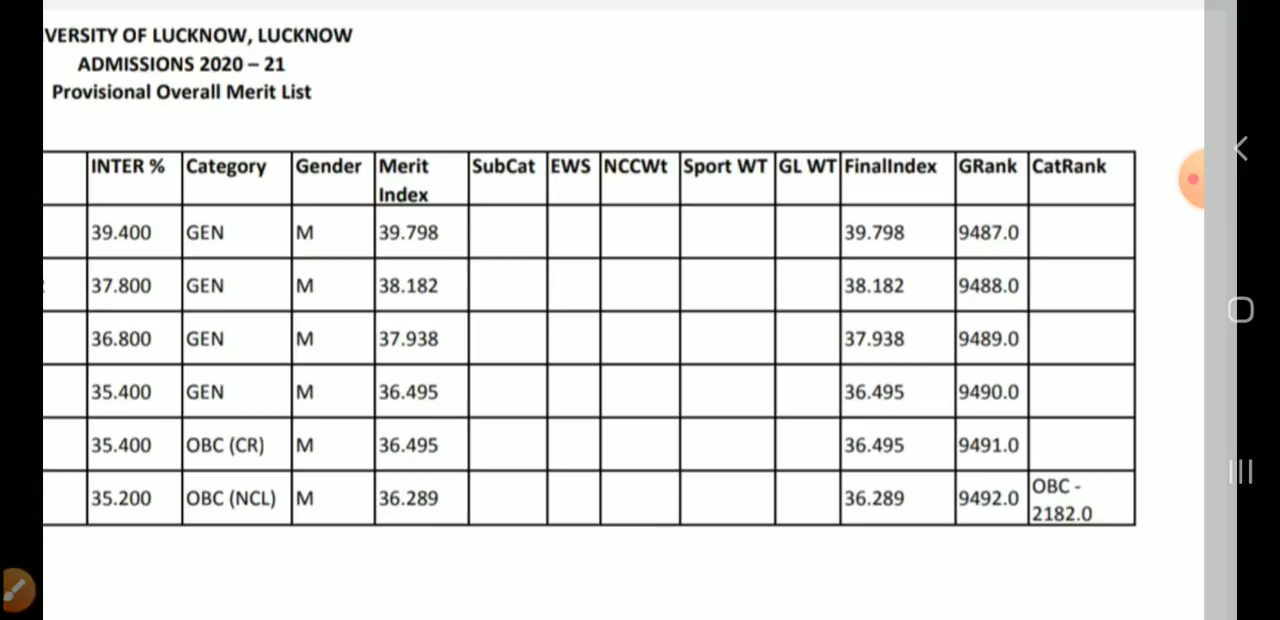 VERSITY OF LUCKNOW, LUCKNOW
ADMISSIONS 2020 – 21
Provisional Overall Merit List
INTER % Category Gender Merit Index SubCat EWS NCCWt Sport WT GL WT FinalIndex GRank CatRank
39.400 GEN M 39.798 39.798 9487.0
37.800 GEN M 38.182 38.182 9488.0
36.800 GEN M 37.938 37.938 9489.0
35.400 GEN M 36.495 36.495 9490.0
35.400 OBC (CR) M 36.495 36.495 9491.0
35.200 OBC (NCL) M 36.289 36.289 9492.0 OBC - 2182.0